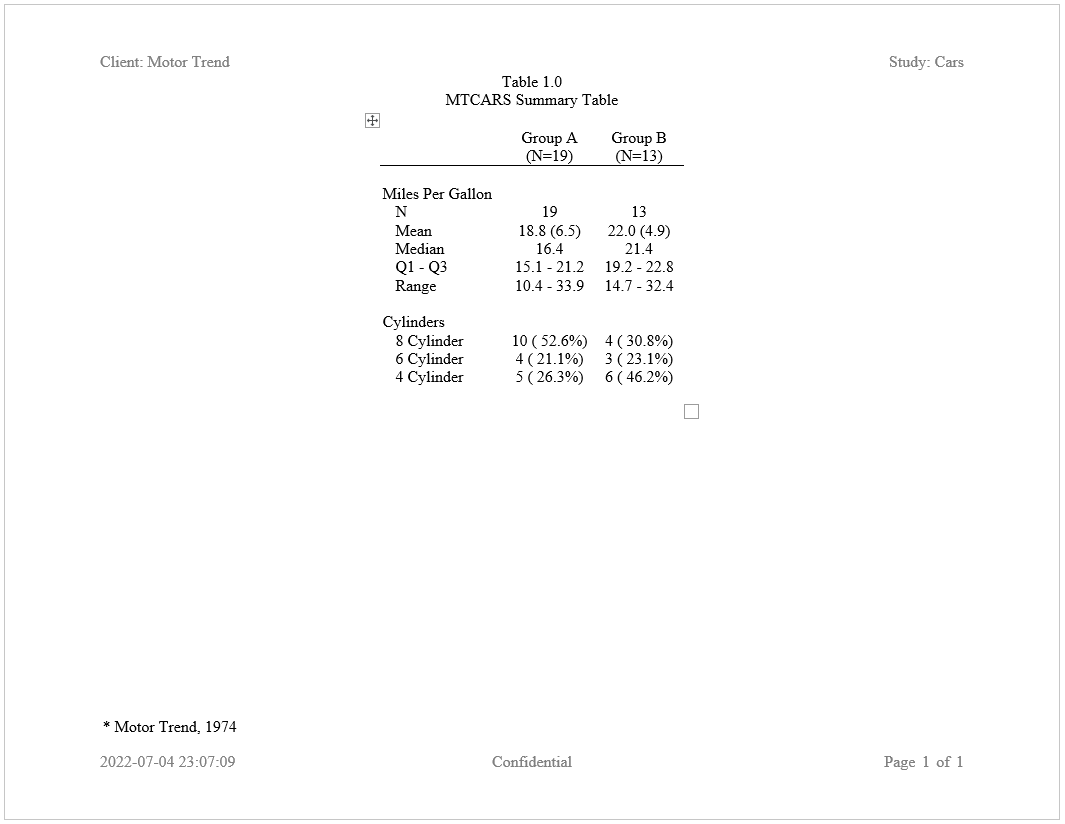 Client: Motor Trend Study: Cars
Table 1.0
MTCARS Summary Table
Group A Group B
(N=19) (N=13)
Miles Per Gallon
N 19 13
Mean 18.8 (6.5) 22.0 (4.9)
Median 16.4 21.4
Q1 - Q3 15.1 - 21.2 19.2 - 22.8
Range 10.4 - 33.9 14.7 - 32.4
Cylinders
8 Cylinder 10 ( 52.6%) 4 ( 30.8%)
6 Cylinder 4 ( 21.1%) 3 ( 23.1%)
4 Cylinder 5 ( 26.3%) 6 ( 46.2%)
* Motor Trend, 1974
2022-07-04 23:07:09 Confidential Page 1 of 1